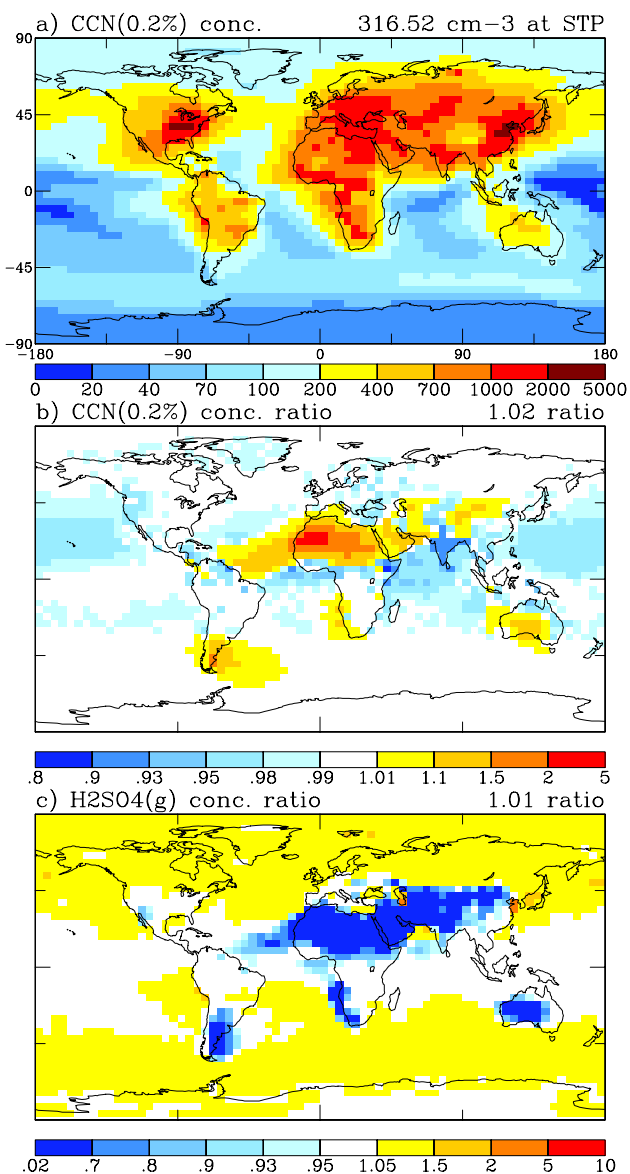 a) CCN(0.2%) conc. 316.52 cm−3 at STP
90
45
0
−45
−90
−180 −90 0 90 180
0 20 40 70 100 200 400 700 1000 2000 5000
b) CCN(0.2%) conc. ratio 1.02 ratio
.8 .9 .93 .95 .98 .99 1.01 1.1 1.5 2 5
c) H2SO4(g) conc. ratio 1.01 ratio
.02 .7 .8 .9 .93 .95 1.05 1.5 2 5 10